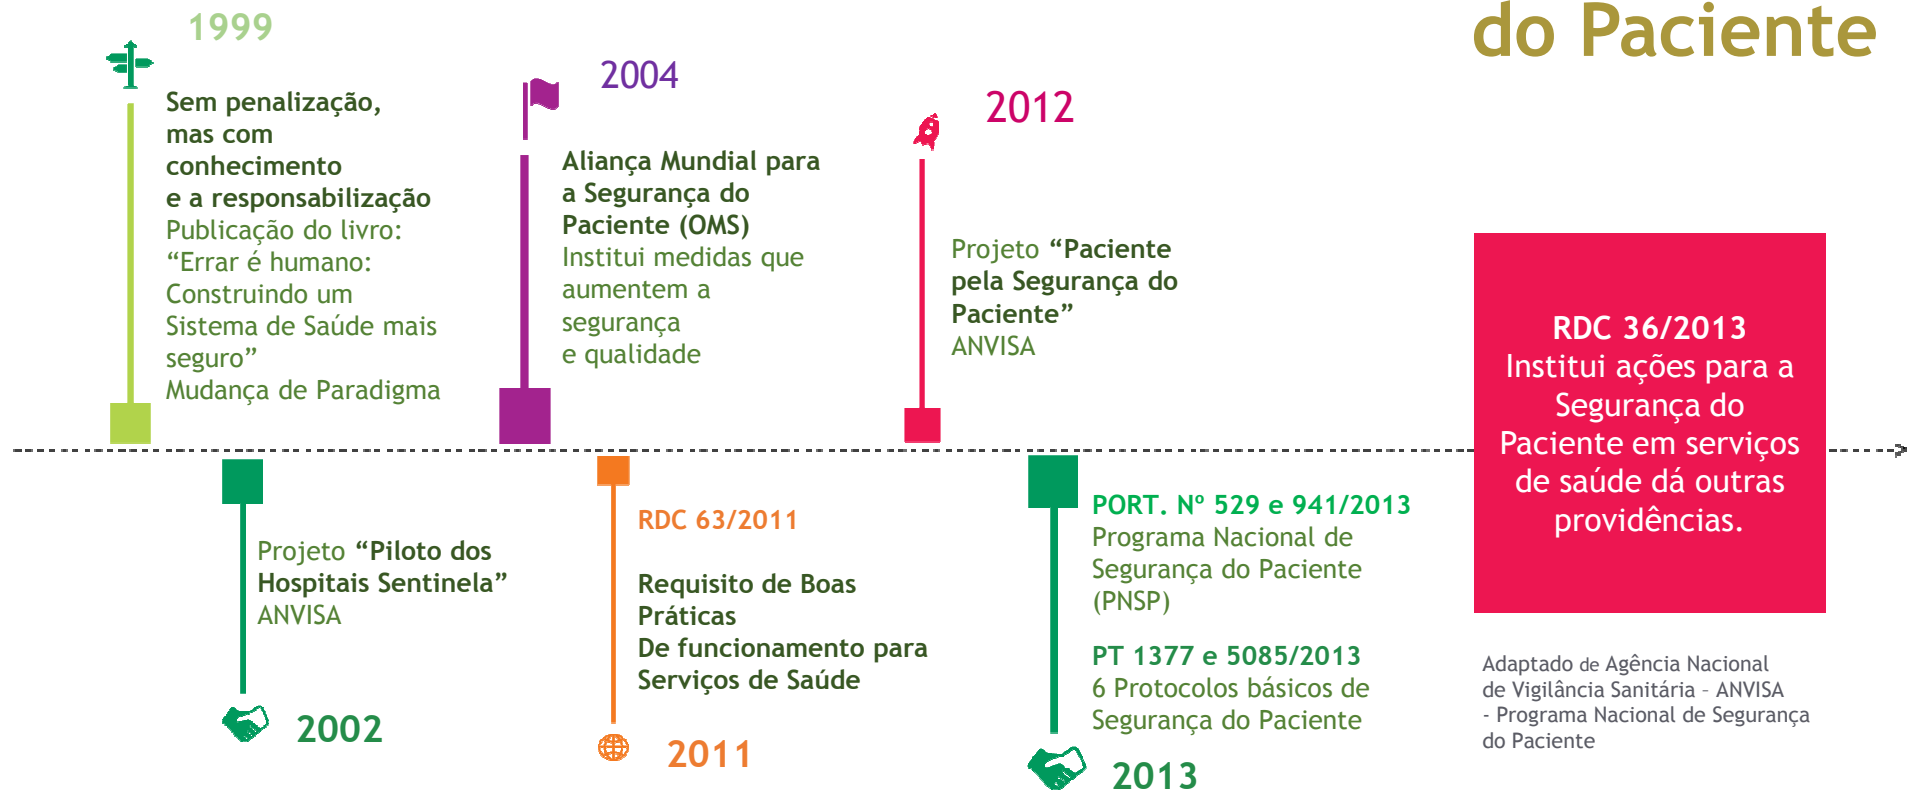 do Paciente
1999
Sem penalização,
mas com
conhecimento
e a responsabilização
Publicação do livro:
“Errar é humano:
Construindo um
Sistema de Saúde mais
seguro”
Mudança de Paradigma
2004
Aliança Mundial para
a Segurança do
Paciente (OMS)
Institui medidas que
aumentem a
segurança
e qualidade
2012
Projeto “Paciente
pela Segurança do
Paciente”
ANVISA
RDC 36/2013
Institui ações para a
Segurança do
Paciente em serviços
de saúde dá outras
providências.
Projeto “Piloto dos
Hospitais Sentinela”
ANVISA
2002
RDC 63/2011
Requisito de Boas
Práticas
De funcionamento para
Serviços de Saúde
2011
PORT. Nº 529 e 941/2013
Programa Nacional de
Segurança do Paciente
(PNSP)
PT 1377 e 5085/2013
6 Protocolos básicos de
Segurança do Paciente
2013
Adaptado de Agência Nacional
de Vigilância Sanitária – ANVISA
- Programa Nacional de Segurança
do Paciente